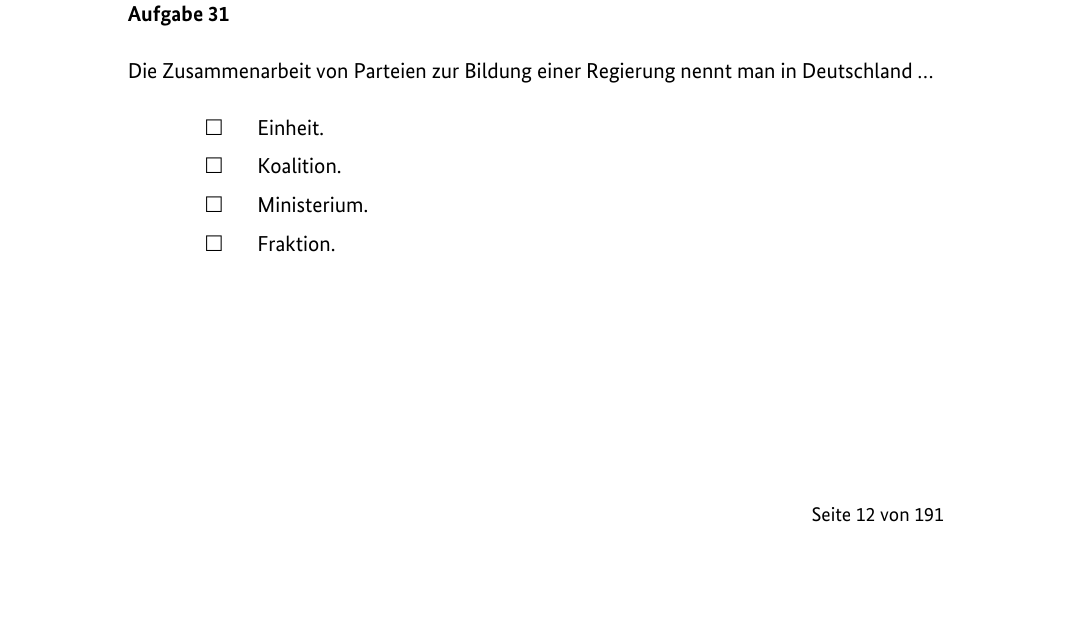 Aufgabe 31
Die Zusammenarbeit von Parteien zur Bildung einer Regierung nennt man in Deutschland …
☐ Einheit.
☐ Koalition.
☐ Ministerium.
☐ Fraktion.
Seite 12 von 191